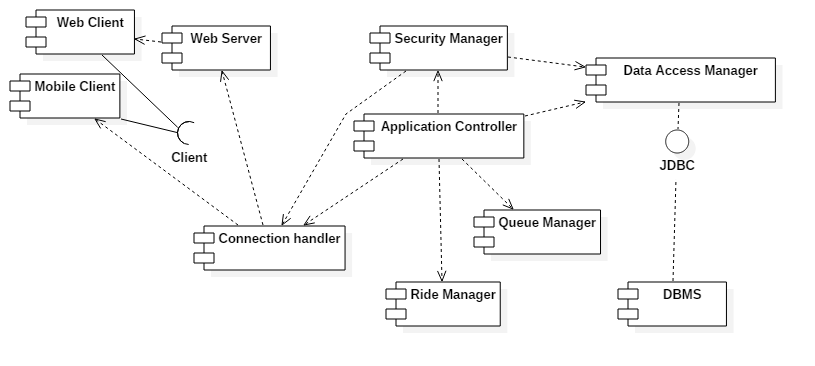 Web Client
Web Server
Security Manager
Data Access Manager
Mobile Client
Application Controller
Client
JDBC
Queue Manager
Connection handler
Ride Manager
DBMS